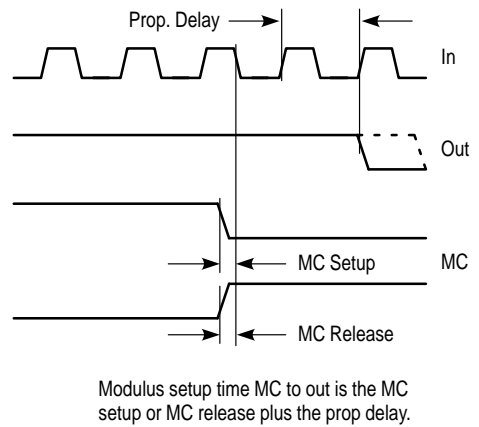 Prop. Delay
In
Out
MC Setup
MC
MC Release
Modulus setup time MC to out is the MC
setup or MC release plus the prop delay.